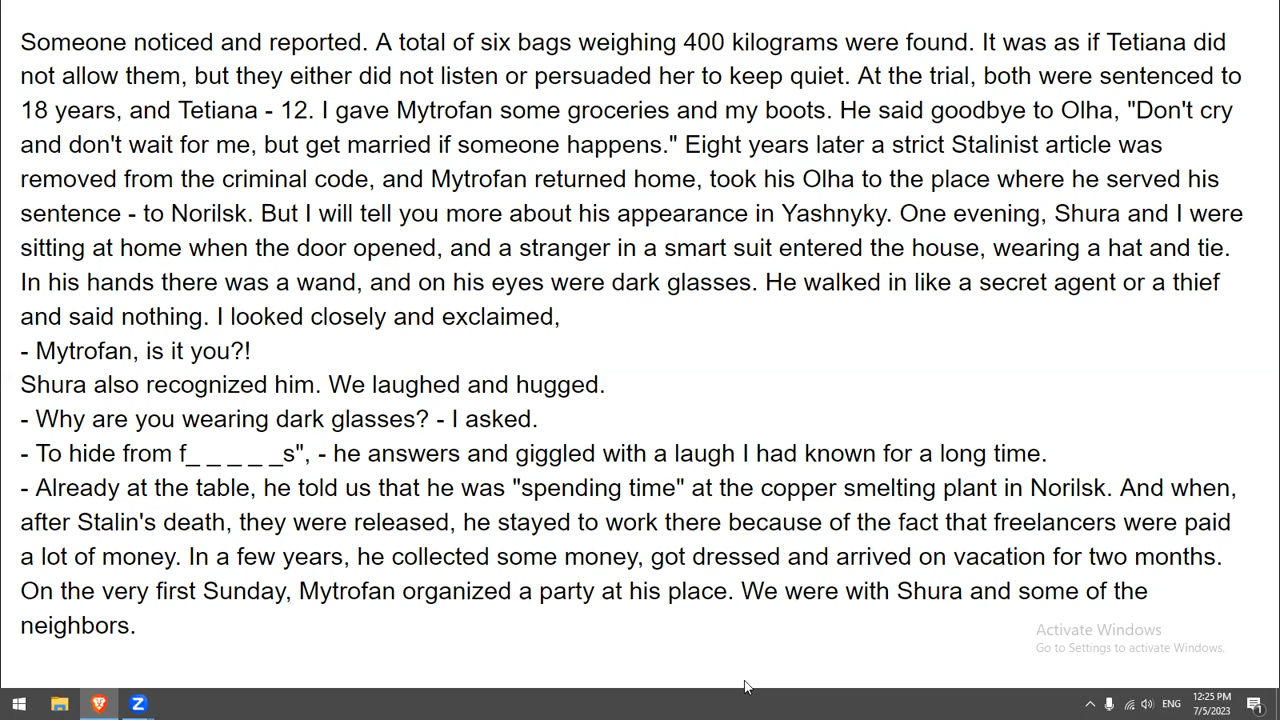 Someone noticed and reported. A total of six bags weighing 400 kilograms were found. It was as if Tetiana did
not allow them, but they either did not listen or persuaded her to keep quiet. At the trial, both were sentenced to
18 years, and Tetiana - 12. I gave Mytrofan some groceries and my boots. He said goodbye to Olha, "Don't cry
and don't wait for me, but get married if someone happens." Eight years later a strict Stalinist article was
removed from the criminal code, and Mytrofan returned home, took his Olha to the place where he served his
sentence - to Norilsk. But I will tell you more about his appearance in Yashnyky. One evening, Shura and I were
sitting at home when the door opened, and a stranger in a smart suit entered the house, wearing a hat and tie.
In his hands there was a wand, and on his eyes were dark glasses. He walked in like a secret agent or a thief
and said nothing. I looked closely and exclaimed,
- Mytrofan, is it you?!
Shura also recognized him. We laughed and hugged.
- Why are you wearing dark glasses? - I asked.
- To hide from f_ _ _ _ _s", - he answers and giggled with a laugh I had known for a long time.
- Already at the table, he told us that he was "spending time" at the copper smelting plant in Norilsk. And when,
after Stalin's death, they were released, he stayed to work there because of the fact that freelancers were paid
a lot of money. In a few years, he collected some money, got dressed and arrived on vacation for two months.
On the very first Sunday, Mytrofan organized a party at his place. We were with Shura and some of the
neighbors.
Activate Windows
Go to Settings to activate Windows.
Z
ENG
12:25 PM
7/5/2023
1